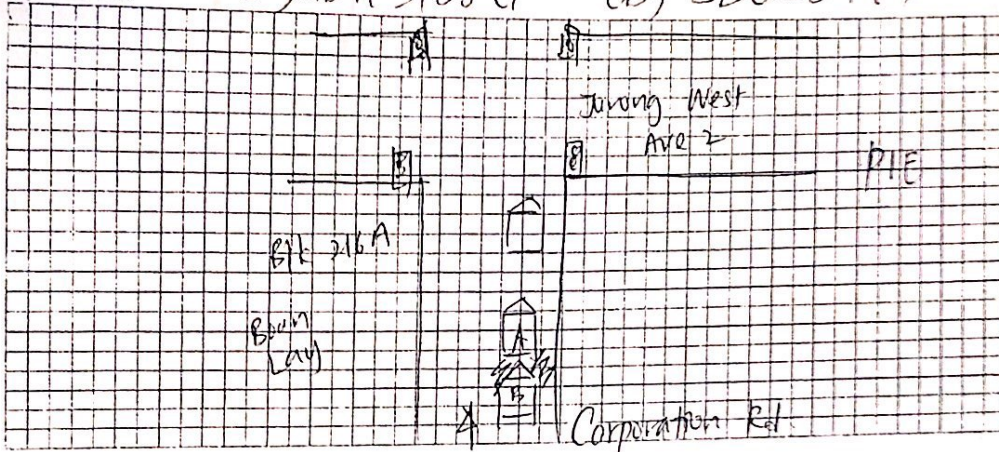 Jurong West
Ave 2
PIE
Blk 216A
Boon
Lay
A
B
Corporation Rd